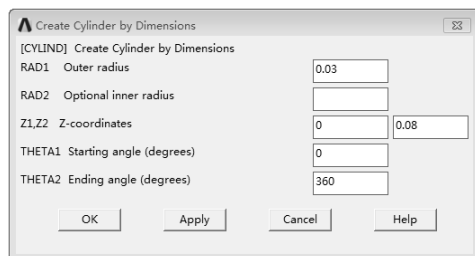 Create Cylinder by Dimensions
[CYLIND] Create Cylinder by Dimensions
RAD1 Outer radius 0.03
RAD2 Optional inner radius
Z1,Z2 Z-coordinates 0 0.08
THETA1 Starting angle (degrees) 0
THETA2 Ending angle (degrees) 360
OK Apply Cancel Help